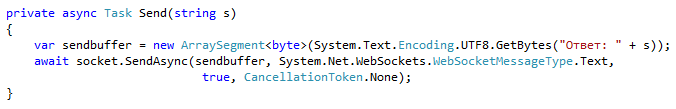 private async Task Send(string s)
{
    var sendbuffer = new ArraySegment<byte>(System.Text.Encoding.UTF8.GetBytes("Ответ: " + s));
    await socket.SendAsync(sendbuffer, System.Net.WebSockets.WebSocketMessageType.Text,
                           true, CancellationToken.None);
}